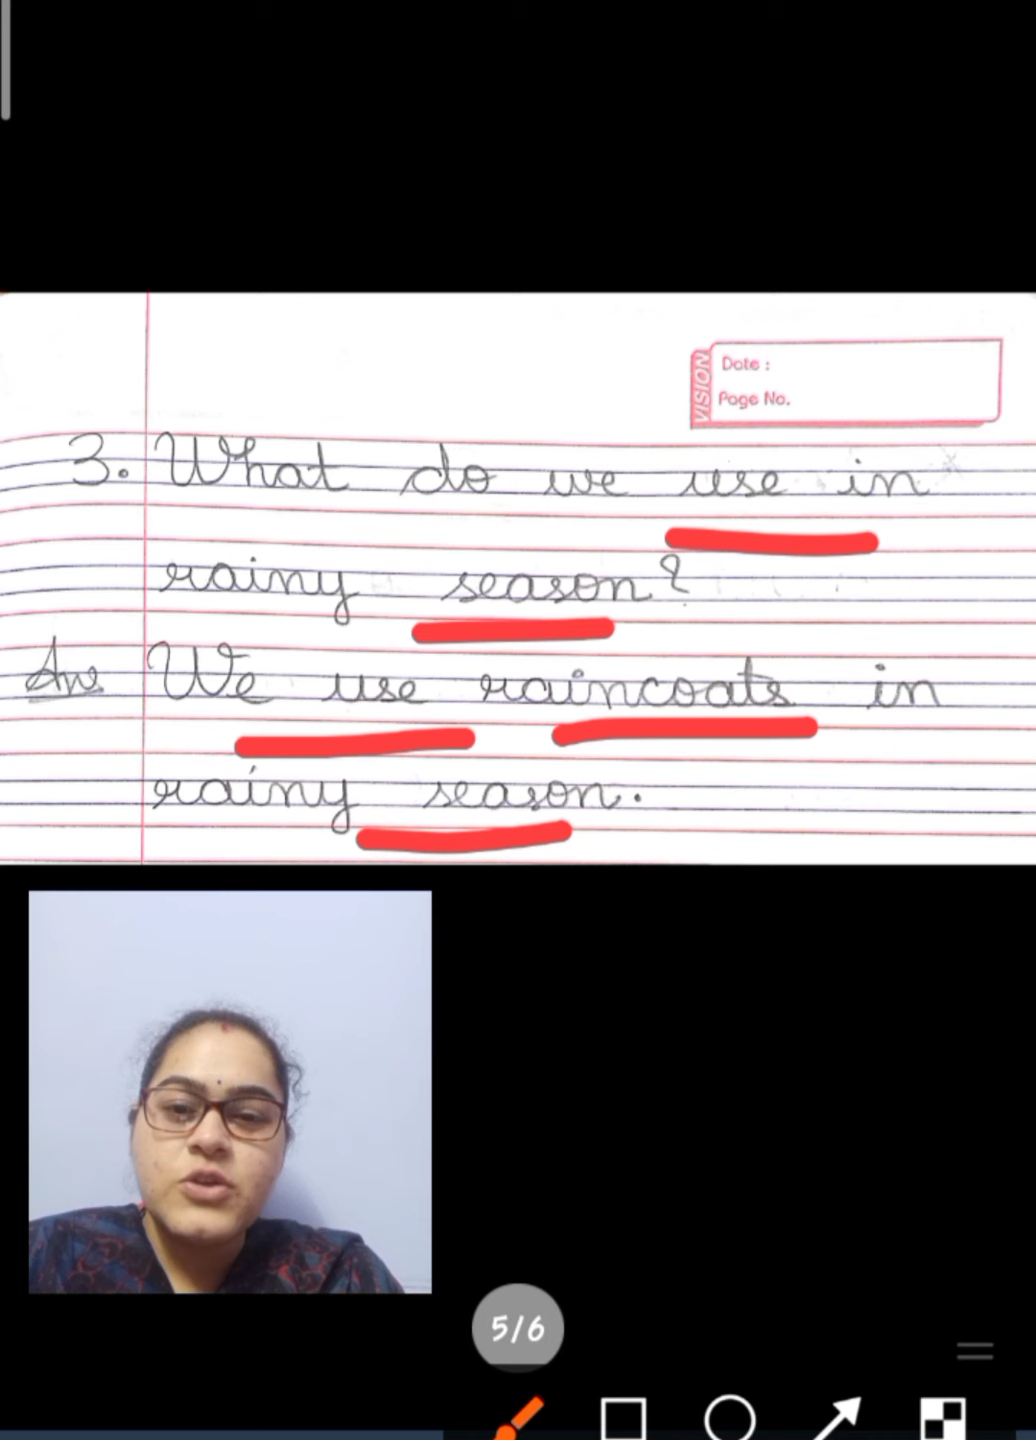 VISION
Date :
Page No.
3. What do we use in
rainy season?
Ans We use raincoats in
rainy season.
5/6